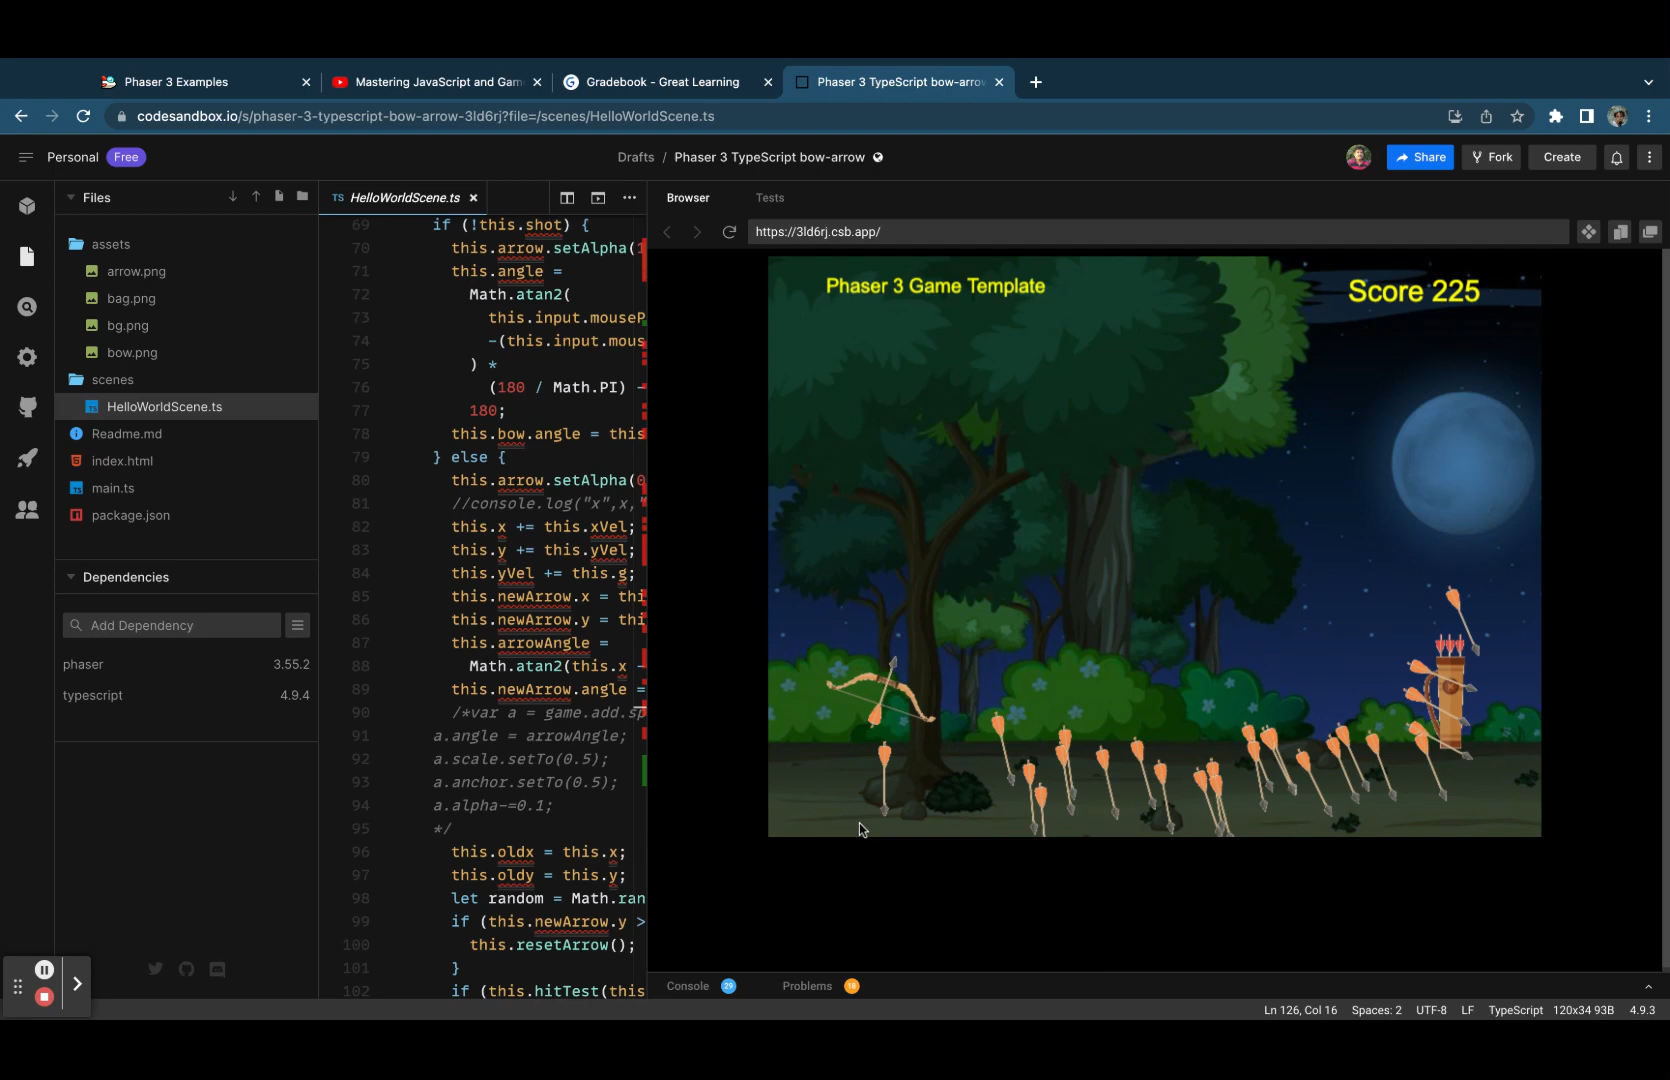 Phaser 3 Examples
Mastering JavaScript and Gam
Gradebook - Great Learning
Phaser 3 TypeScript bow-arrow
codesandbox.io/s/phaser-3-typescript-bow-arrow-3ld6rj?file=/scenes/HelloWorldScene.ts
Personal Free
Drafts / Phaser 3 TypeScript bow-arrow
Share
Fork
Create
Files
assets
arrow.png
bag.png
bg.png
bow.png
scenes
TS HelloWorldScene.ts
Readme.md
index.html
TS main.ts
package.json
Dependencies
Add Dependency
phaser 3.55.2
typescript 4.9.4
TS HelloWorldScene.ts
69 if (!this.shot) {
70 this.arrow.setAlpha(1
71 this.angle =
72 Math.atan2(
73 this.input.mouseP
74 -(this.input.mous
75 ) *
76 (180 / Math.PI) -
77 180;
78 this.bow.angle = this
79 } else {
80 this.arrow.setAlpha(0
81 //console.log("x",x,"
82 this.x += this.xVel;
83 this.y += this.yVel;
84 this.yVel += this.g;
85 this.newArrow.x = thi
86 this.newArrow.y = thi
87 this.arrowAngle =
88 Math.atan2(this.x -
89 this.newArrow.angle =
90 /*var a = game.add.sp
91 a.angle = arrowAngle;
92 a.scale.setTo(0.5);
93 a.anchor.setTo(0.5);
94 a.alpha-=0.1;
95 */
96 this.oldx = this.x;
97 this.oldy = this.y;
98 let random = Math.ran
99 if (this.newArrow.y >
100 this.resetArrow();
101 }
102 if (this.hitTest(this
Browser
Tests
https://3ld6rj.csb.app/
Phaser 3 Game Template
Score 225
Console 29
Problems 18
Ln 126, Col 16 Spaces: 2 UTF-8 LF TypeScript 120x34 93B 4.9.3